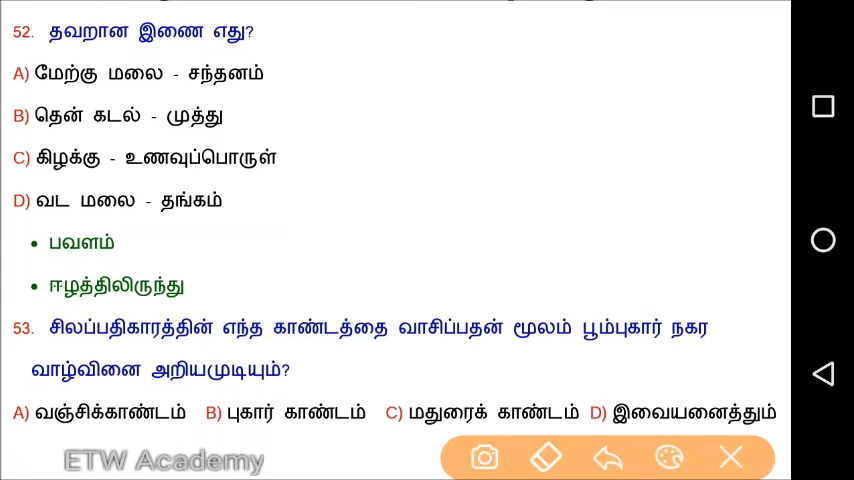 52. தவறான இணை எது?
A) மேற்கு மலை - சந்தனம்
B) தென் கடல் - முத்து
C) கிழக்கு - உணவுப்பொருள்
D) வட மலை - தங்கம்
• பவளம்
• ஈழத்திலிருந்து
53. சிலப்பதிகாரத்தின் எந்த காண்டத்தை வாசிப்பதன் மூலம் பூம்புகார் நகர
வாழ்வினை அறியமுடியும்?
A) வஞ்சிக்காண்டம் B) புகார் காண்டம் C) மதுரைக் காண்டம் D) இவையனைத்தும்
ETW Academy